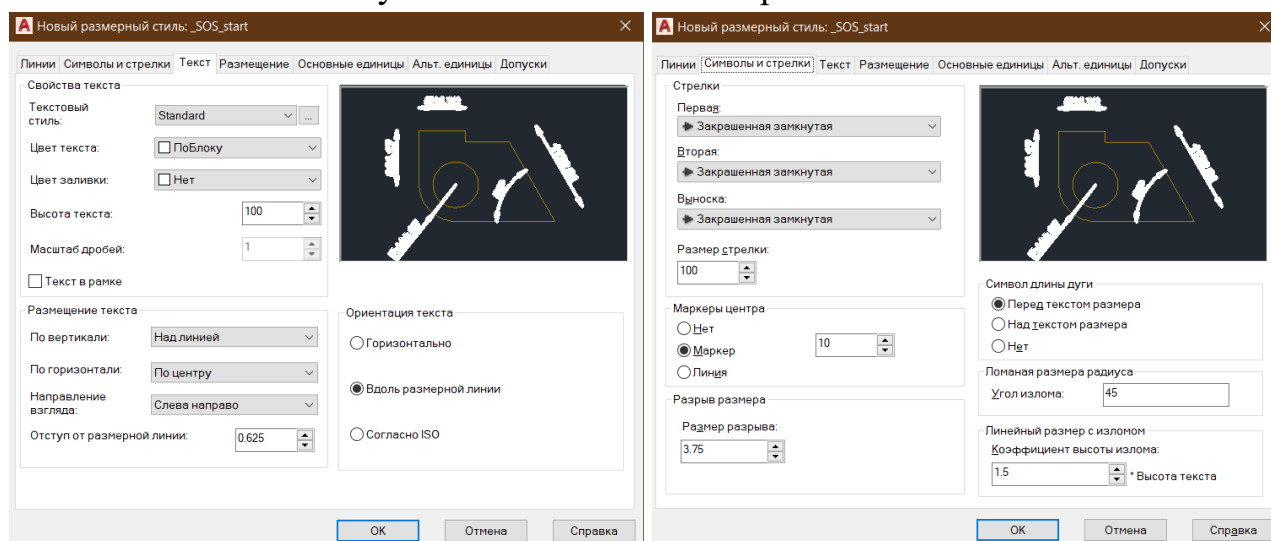 Новый размерный стиль: _SOS_start
Линии Символы и стрелки Текст Размещение Основные единицы Альт. единицы Допуски
Свойства текста
Текстовый
стиль:
Standard
...
Цвет текста:
ПоБлоку
Цвет заливки:
Нет
Высота текста:
100
Масштаб дробей:
1
Текст в рамке
Размещение текста
По вертикали:
Над линией
По горизонтали:
По центру
Направление
взгляда:
Слева направо
Отступ от размерной линии:
0.625
Ориентация текста
Горизонтально
Вдоль размерной линии
Согласно ISO
ОК
Отмена
Справка
Новый размерный стиль: _SOS_start
Линии Символы и стрелки Текст Размещение Основные единицы Альт. единицы Допуски
Стрелки
Первая:
Закрашенная замкнутая
Вторая:
Закрашенная замкнутая
Выноска:
Закрашенная замкнутая
Размер стрелки:
100
Маркеры центра
Нет
Маркер
Линия
10
Разрыв размера
Размер разрыва:
3.75
Символ длины дуги
Перед текстом размера
Над текстом размера
Нет
Ломаная размера радиуса
Угол излома:
45
Линейный размер с изломом
Коэффициент высоты излома:
1.5
* Высота текста
ОК
Отмена
Справка